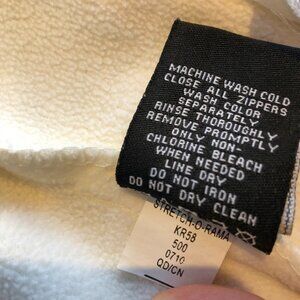 MACHINE WASH COLD
CLOSE ALL ZIPPERS
WASH COLOR
SEPARATELY
RINSE THOROUGHLY
REMOVE PROMPTLY
ONLY NON-
CHLORINE BLEACH
WHEN NEEDED
LINE DRY
DO NOT IRON
DO NOT DRY CLEAN
STRETCH-O-RAMA
KR58
500
0710
QD/CN